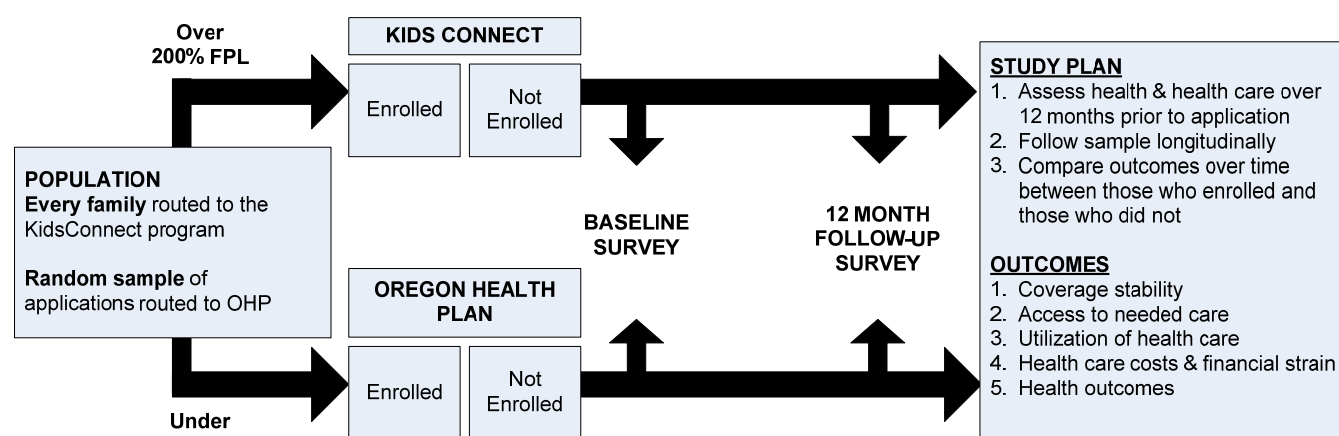 Over
200% FPL
KIDS CONNECT
Enrolled
Not
Enrolled
POPULATION
Every family routed to the
KidsConnect program
Random sample of
applications routed to OHP
BASELINE
SURVEY
12 MONTH
FOLLOW-UP
SURVEY
OREGON HEALTH
PLAN
Enrolled
Not
Enrolled
Under
STUDY PLAN
1. Assess health & health care over
12 months prior to application
2. Follow sample longitudinally
3. Compare outcomes over time
between those who enrolled and
those who did not
OUTCOMES
1. Coverage stability
2. Access to needed care
3. Utilization of health care
4. Health care costs & financial strain
5. Health outcomes